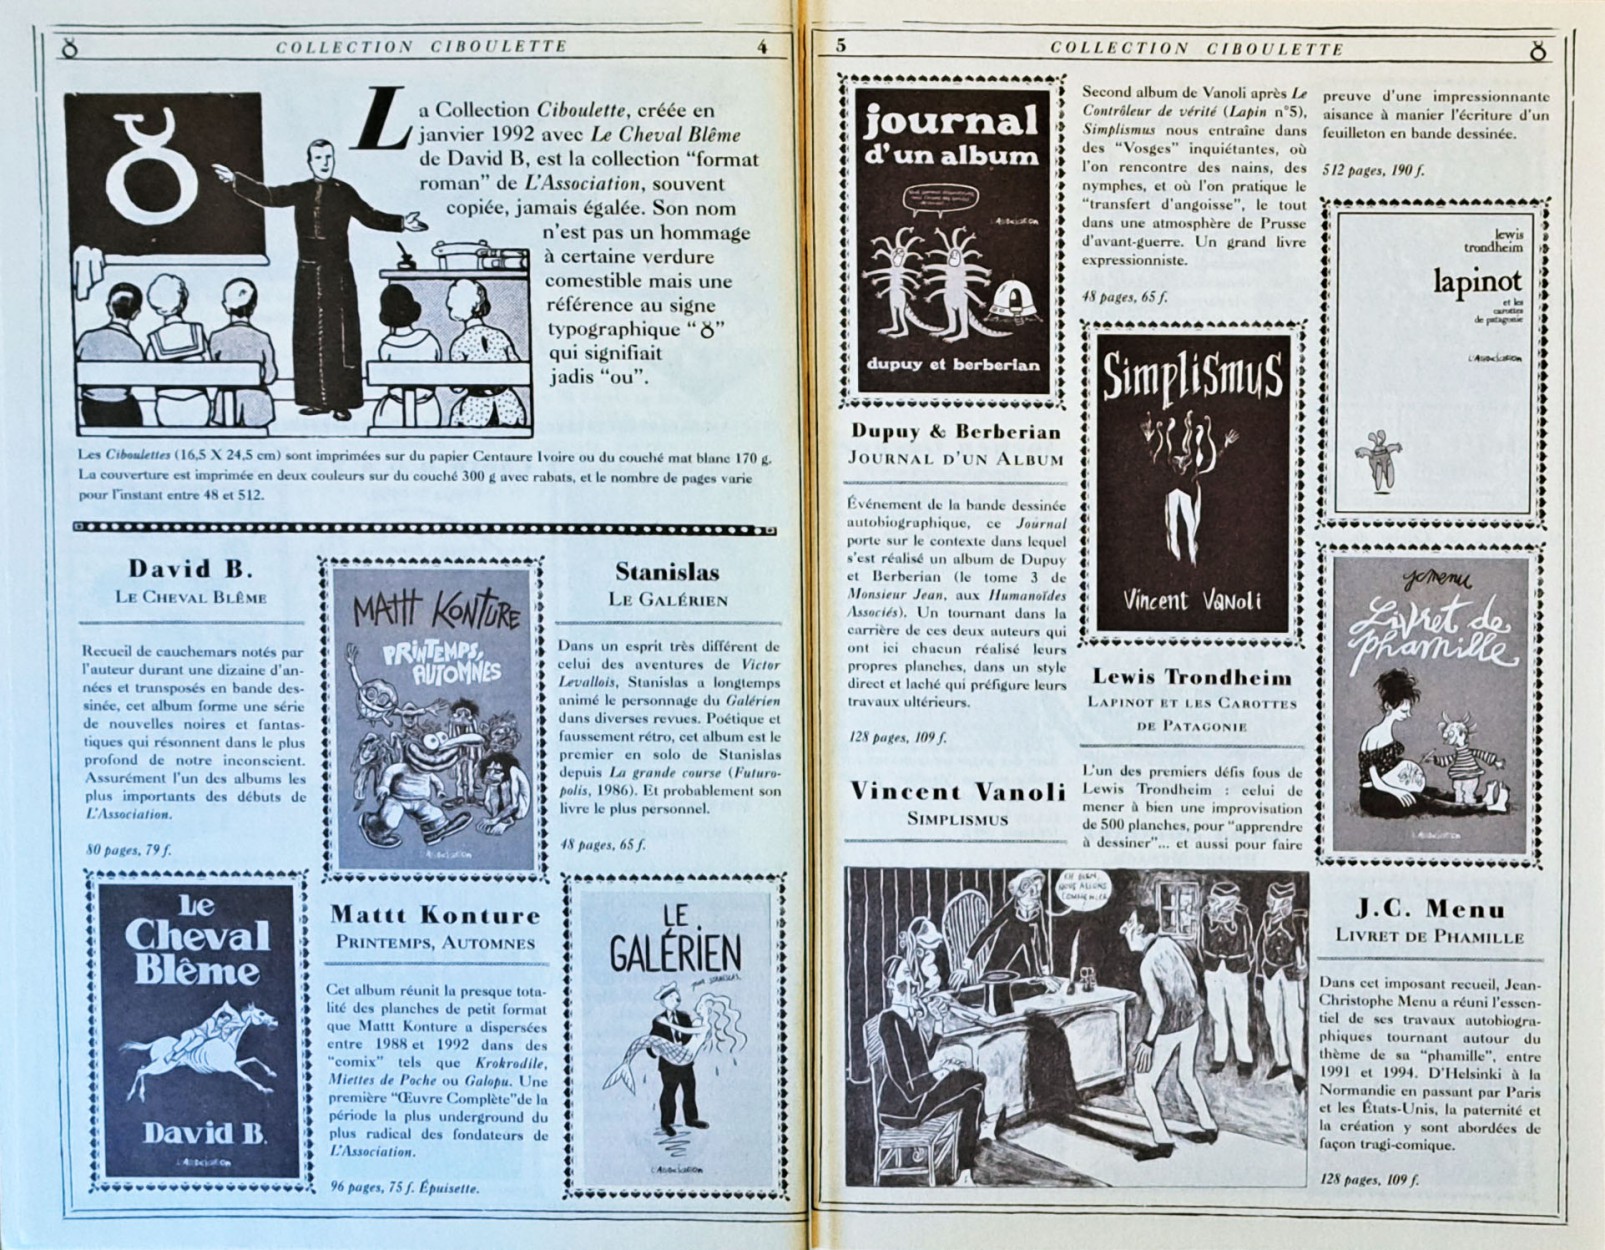 Ȣ COLLECTION CIBOULETTE 4
La Collection Ciboulette, créée en
janvier 1992 avec Le Cheval Blême
de David B, est la collection “format
roman” de L'Association, souvent
copiée, jamais égalée. Son nom
n'est pas un hommage
à certaine verdure
comestible mais une
référence au signe
typographique “ Ȣ”
qui signifiait
jadis “ou”.
Ȣ
Les Ciboulettes (16,5 X 24,5 cm) sont imprimées sur du papier Centaure Ivoire ou du couché mat blanc 170 g.
La couverture est imprimée en deux couleurs sur du couché 300 g avec rabats, et le nombre de pages varie
pour l'instant entre 48 et 512.
David B.
LE CHEVAL BLÊME
Recueil de cauchemars notés par
l'auteur durant une dizaine d'an-
nées et transposés en bande des-
sinée, cet album forme une série
de nouvelles noires et fantas-
tiques qui résonnent dans le plus
profond de notre inconscient.
Assurément l'un des albums les
plus importants des débuts de
L'Association.
80 pages, 79 f.
Le
Cheval
Blême
David B.
L'Association
MATTT KONTURE
PRINTEMPS,
AUTOMNES
L'Association
Mattt Konture
PRINTEMPS, AUTOMNES
Cet album réunit la presque tota-
lité des planches de petit format
que Mattt Konture a dispersées
entre 1988 et 1992 dans des
“comix” tels que Krokrodile,
Miettes de Poche ou Galopu. Une
première “Œuvre Complète”de la
période la plus underground du
plus radical des fondateurs de
L'Association.
96 pages, 75 f. Épuisette.
Stanislas
LE GALÉRIEN
Dans un esprit très différent de
celui des aventures de Victor
Levallois, Stanislas a longtemps
animé le personnage du Galérien
dans diverses revues. Poétique et
faussement rétro, cet album est le
premier en solo de Stanislas
depuis La grande course (Futuro-
polis, 1986). Et probablement son
livre le plus personnel.
48 pages, 65 f.
LE
GALÉRIEN
PAR STANISLAS
L'Association
5 COLLECTION CIBOULETTE Ȣ
journal
d'un album
L'Association
dupuy et berberian
Dupuy & Berberian
JOURNAL D'UN ALBUM
Événement de la bande dessinée
autobiographique, ce Journal
porte sur le contexte dans lequel
s'est réalisé un album de Dupuy
et Berberian (le tome 3 de
Monsieur Jean, aux Humanoïdes
Associés). Un tournant dans la
carrière de ces deux auteurs qui
ont ici chacun réalisé leurs
propres planches, dans un style
direct et laché qui préfigure leurs
travaux ultérieurs.
128 pages, 109 f.
Vincent Vanoli
SIMPLISMUS
Second album de Vanoli après Le
Contrôleur de vérité (Lapin n°5),
Simplismus nous entraîne dans
des “Vosges” inquiétantes, où
l'on rencontre des nains, des
nymphes, et où l'on pratique le
“transfert d'angoisse”, le tout
dans une atmosphère de Prusse
d'avant-guerre. Un grand livre
expressionniste.
48 pages, 65 f.
Simplismus
Vincent Vanoli
Lewis Trondheim
LAPINOT ET LES CAROTTES
DE PATAGONIE
L'un des premiers défis fous de
Lewis Trondheim : celui de
mener à bien une improvisation
de 500 planches, pour “apprendre
à dessiner”... et aussi pour faire
preuve d'une impressionnante
aisance à manier l'écriture d'un
feuilleton en bande dessinée.
512 pages, 190 f.
lewis
trondheim
lapinot
et les
carottes
de patagonie
L'Association
EH BIEN,
NOUS ALLONS
COMMENCER
jcmenu
Livret de
phamille
L'Association
J.C. Menu
LIVRET DE PHAMILLE
Dans cet imposant recueil, Jean-
Christophe Menu a réuni l'essen-
tiel de ses travaux autobiogra-
phiques tournant autour du
thème de sa “phamille”, entre
1991 et 1994. D'Helsinki à la
Normandie en passant par Paris
et les États-Unis, la paternité et
la création y sont abordées de
façon tragi-comique.
128 pages, 109 f.